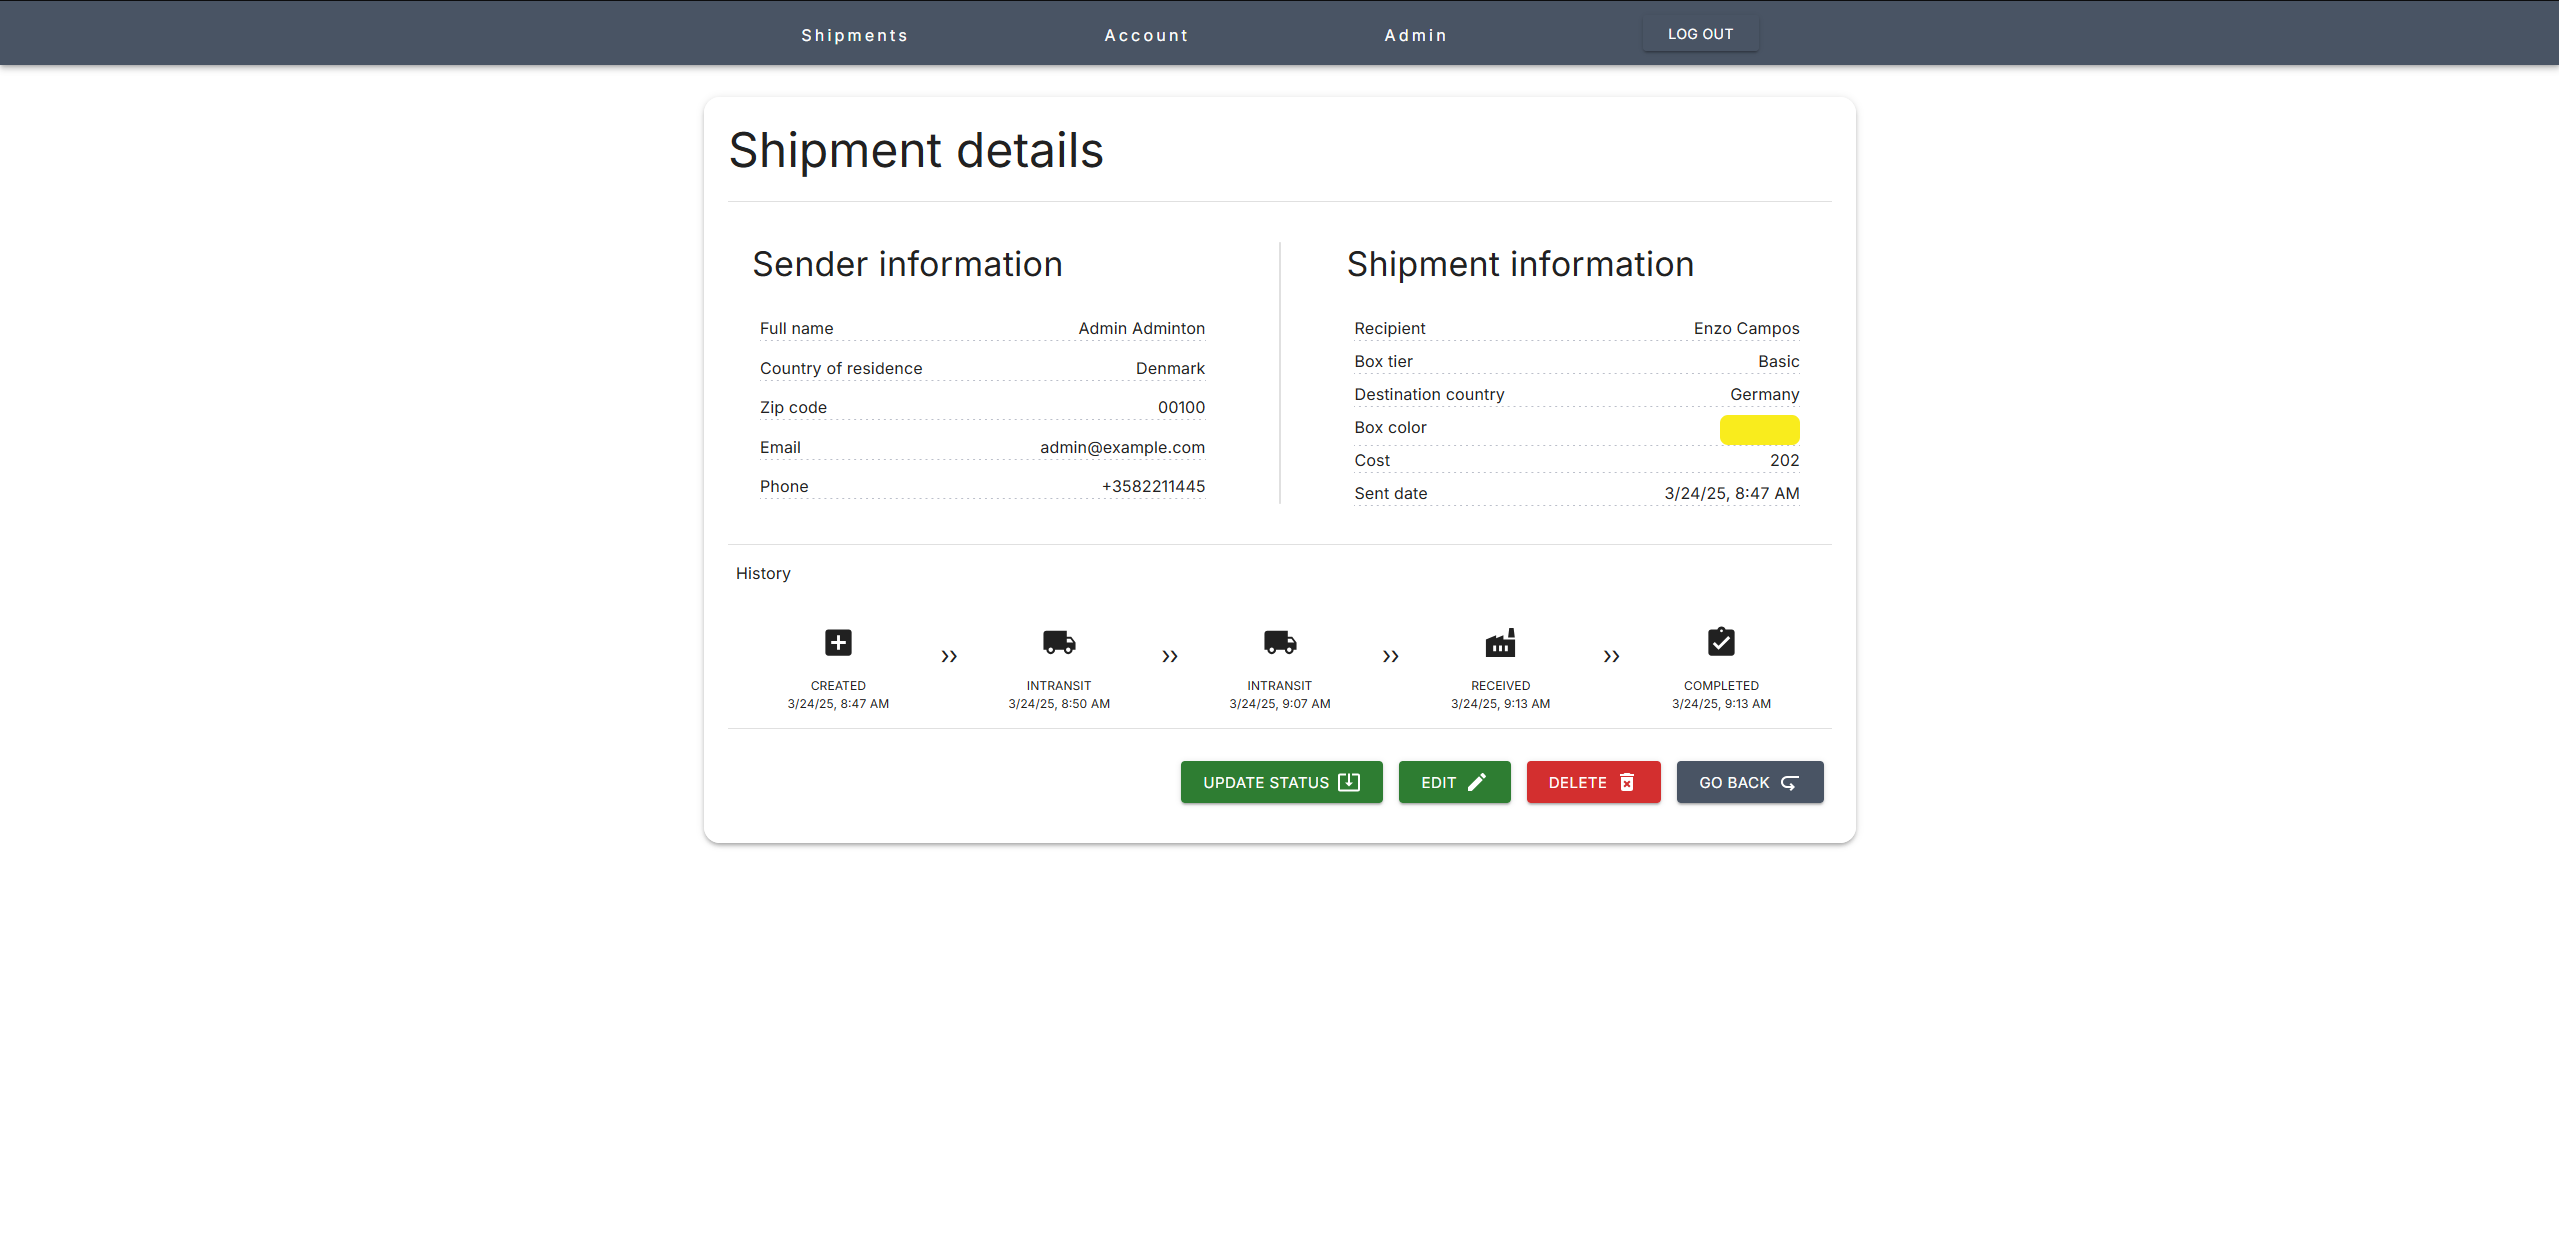 Shipments Account Admin LOG OUT
Shipment details
Sender information
Full name Admin Adminton
Country of residence Denmark
Zip code 00100
Email admin@example.com
Phone +3582211445
Shipment information
Recipient Enzo Campos
Box tier Basic
Destination country Germany
Box color
Cost 202
Sent date 3/24/25, 8:47 AM
History
CREATED
3/24/25, 8:47 AM
INTRANSIT
3/24/25, 8:50 AM
INTRANSIT
3/24/25, 9:07 AM
RECEIVED
3/24/25, 9:13 AM
COMPLETED
3/24/25, 9:13 AM
UPDATE STATUS EDIT DELETE GO BACK